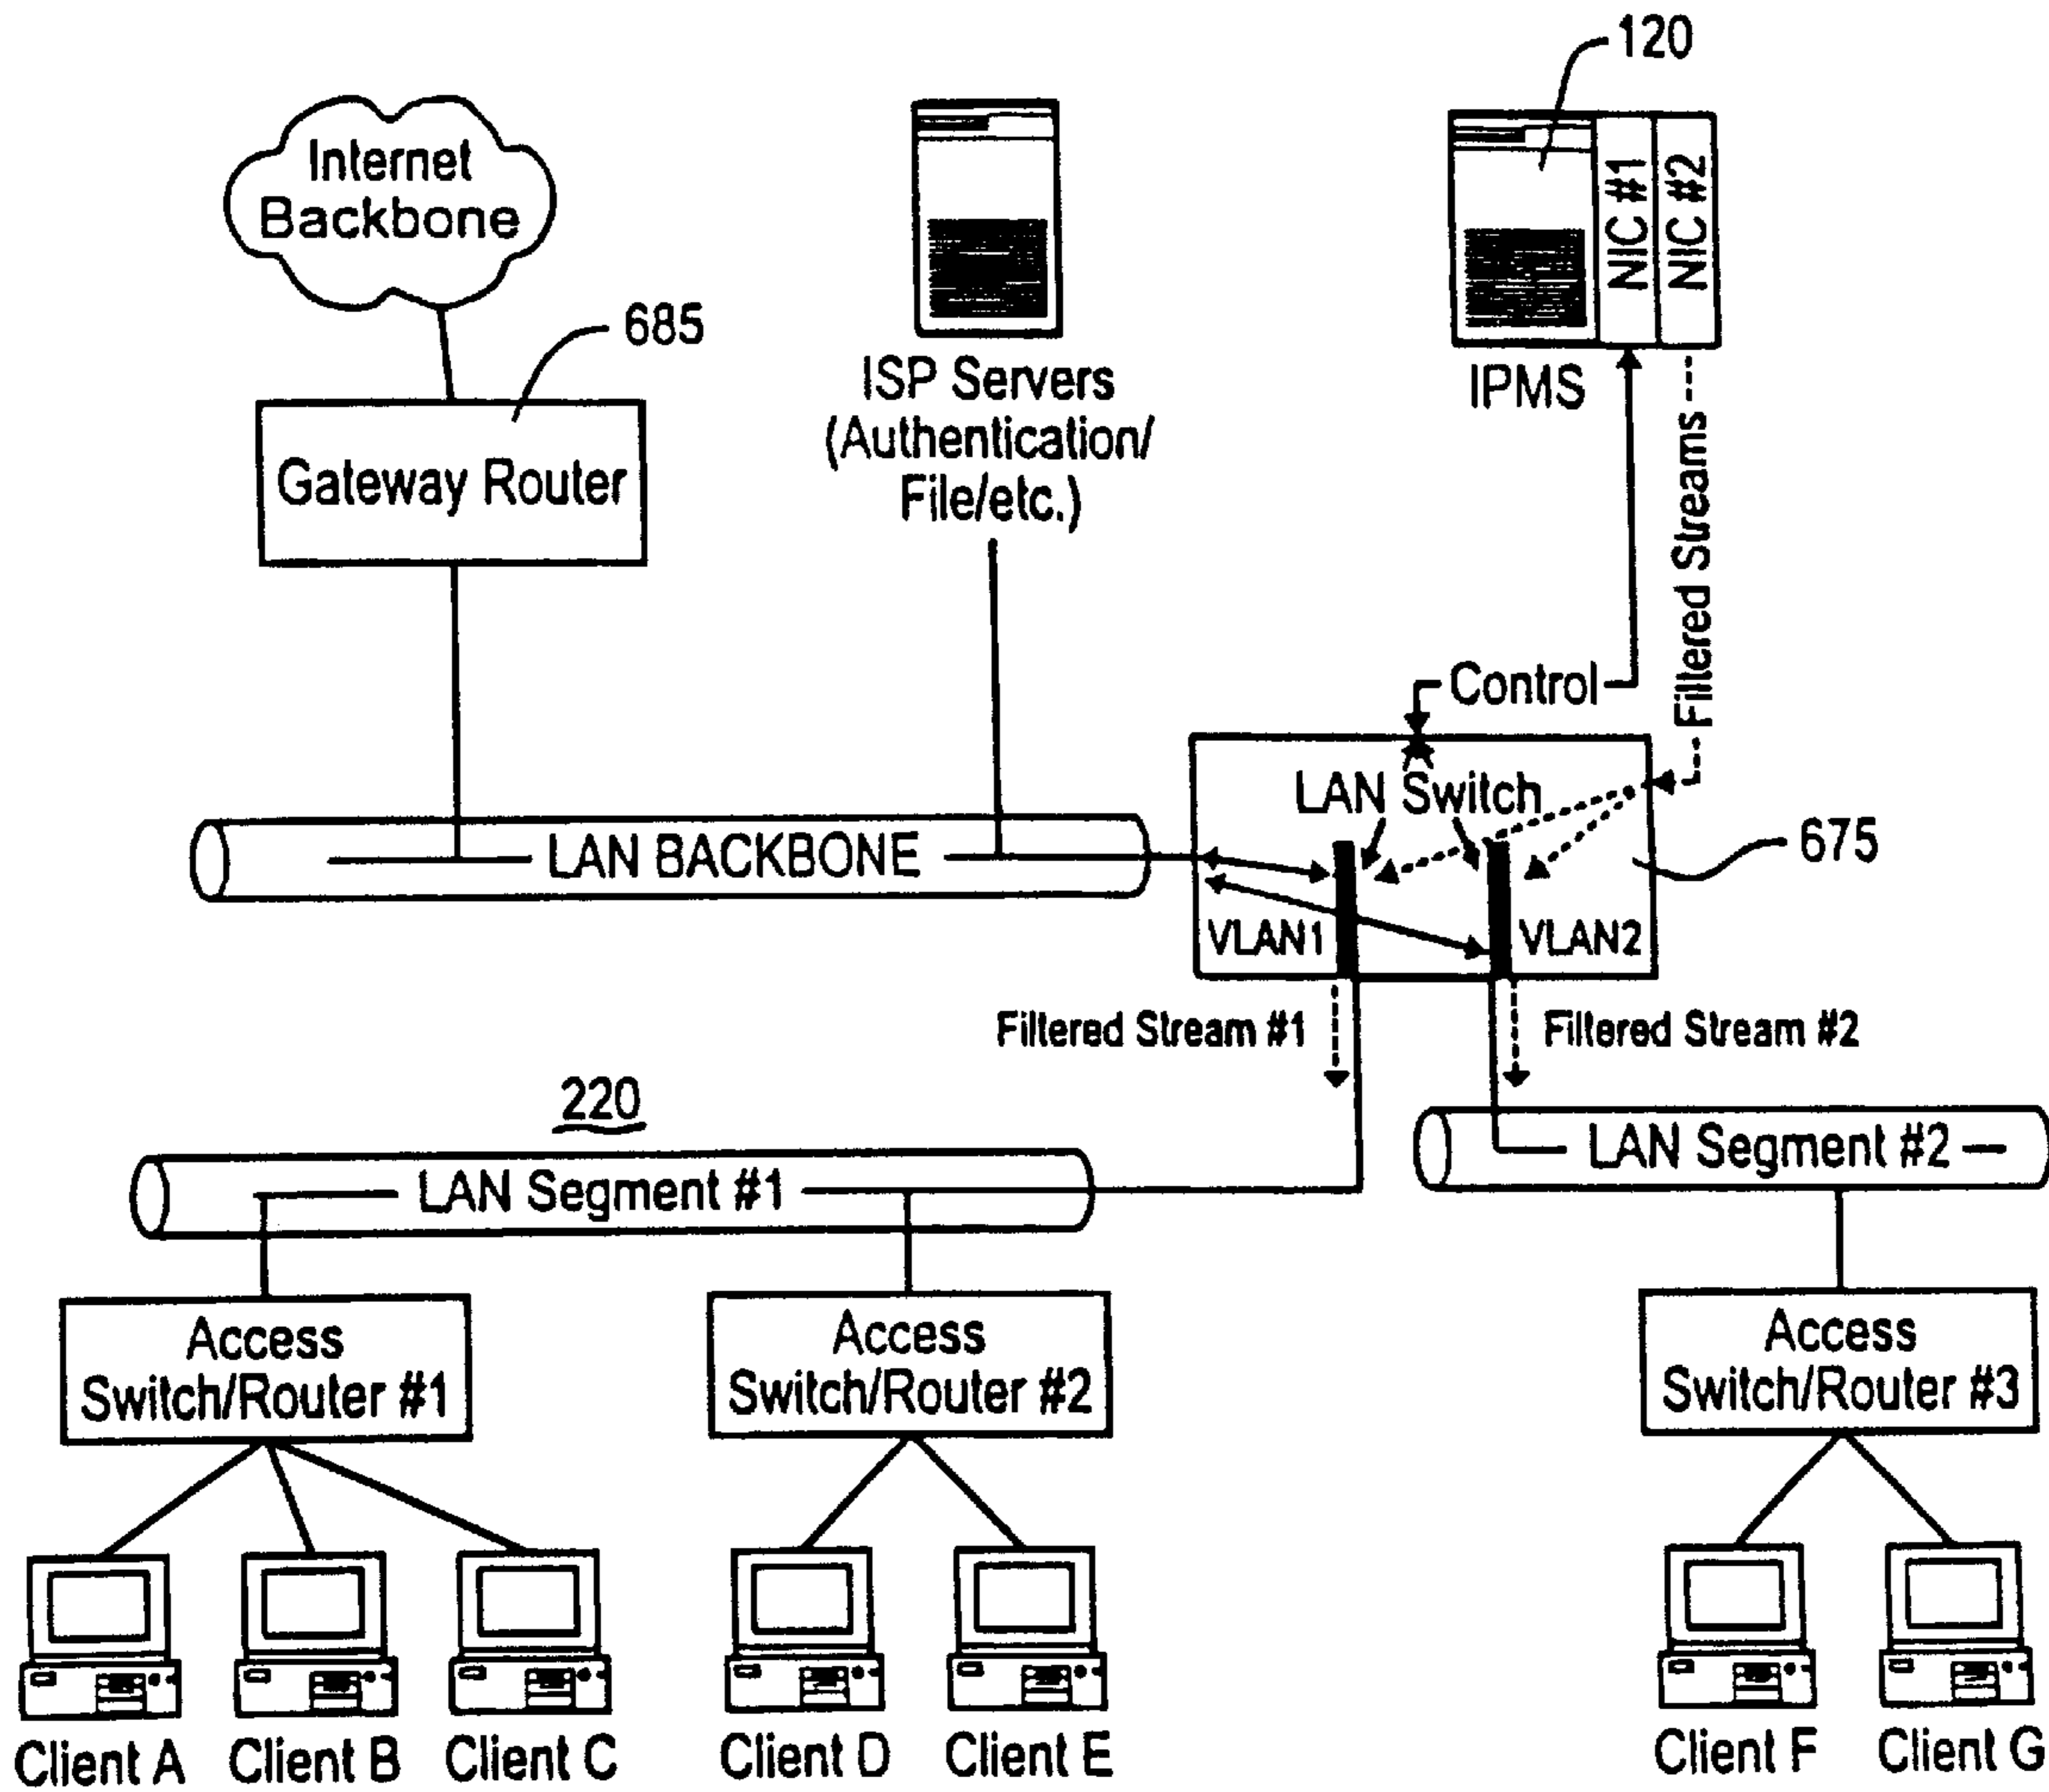 120
Internet
Backbone
NIC #1
NIC #2
685
ISP Servers
(Authentication/
File/etc.)
IPMS
Gateway Router
Filtered Streams
Control
LAN Switch
LAN BACKBONE
675
VLAN1
VLAN2
Filtered Stream #1
Filtered Stream #2
220
LAN Segment #1
LAN Segment #2
Access
Switch/Router #1
Access
Switch/Router #2
Access
Switch/Router #3
Client A
Client B
Client C
Client D
Client E
Client F
Client G